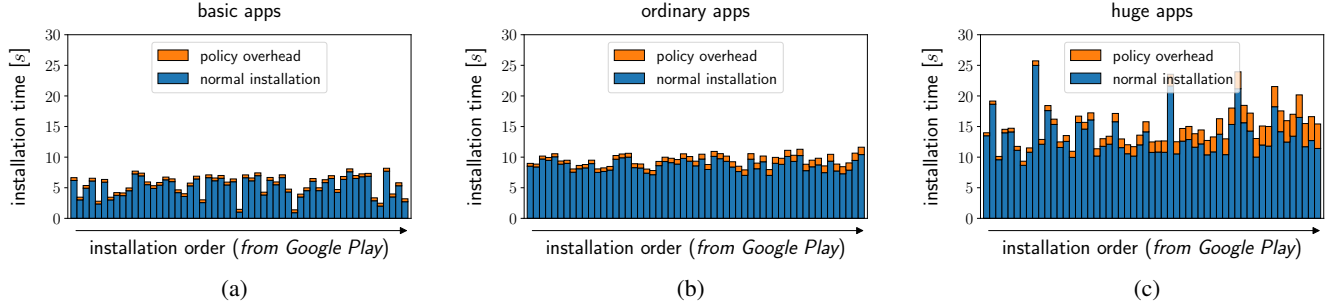 basic apps
installation time [s]
30
25
20
15
10
5
0
policy overhead
normal installation
installation order (from Google Play)
(a)
ordinary apps
installation time [s]
30
25
20
15
10
5
0
policy overhead
normal installation
installation order (from Google Play)
(b)
huge apps
installation time [s]
30
25
20
15
10
5
0
policy overhead
normal installation
installation order (from Google Play)
(c)